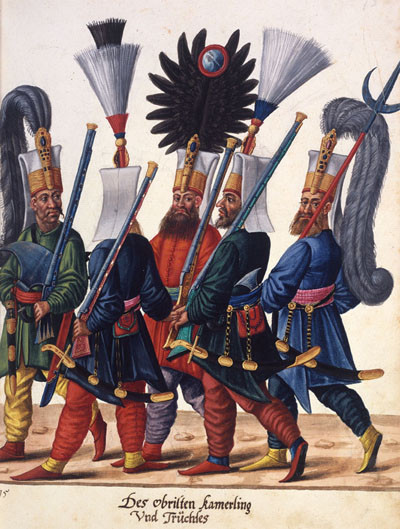 Des obristen kamerling
Vnd Trüchses